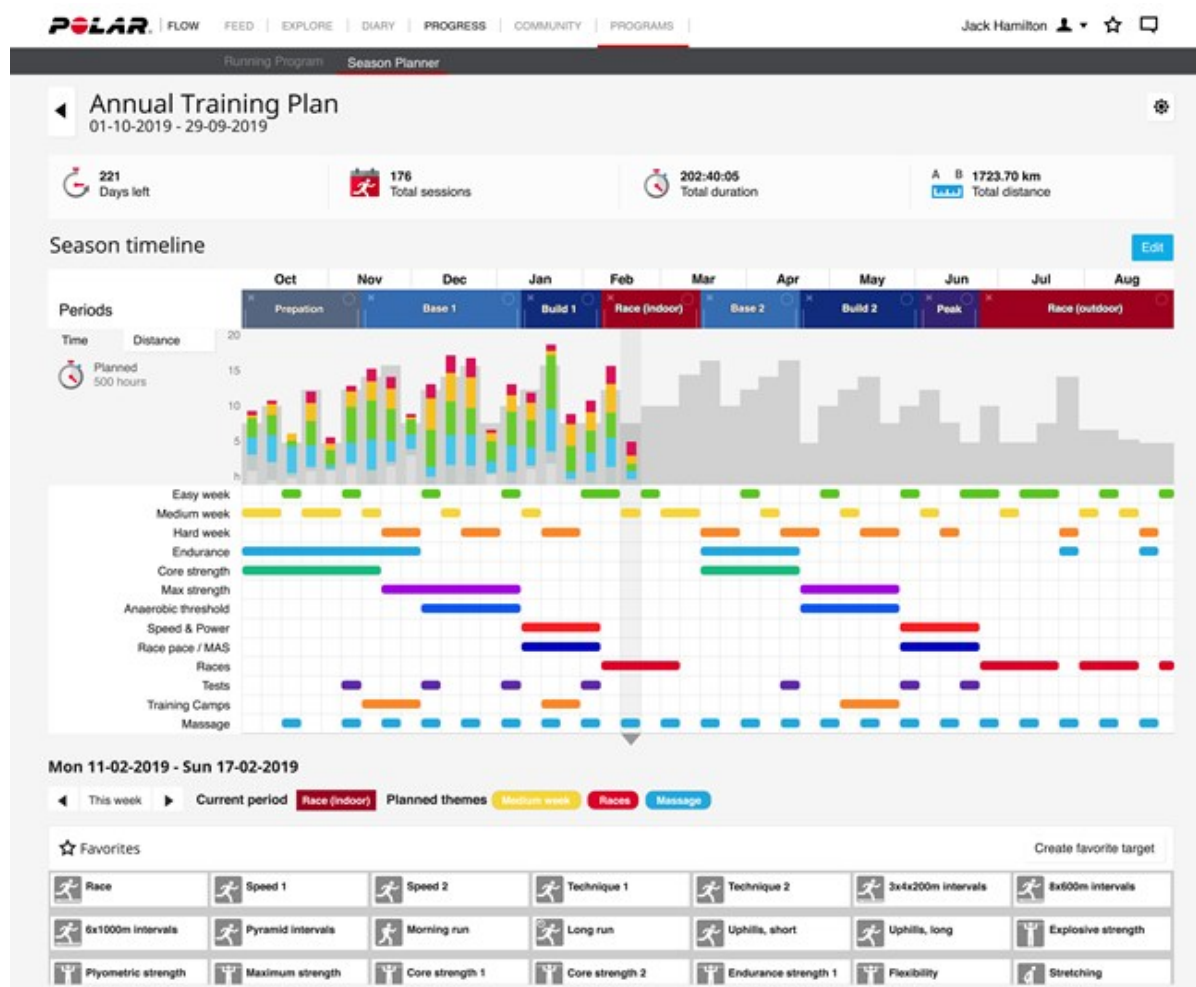 POLAR. FLOW FEED EXPLORE DIARY PROGRESS COMMUNITY PROGRAMS Jack Hamilton
Running Program Season Planner
Annual Training Plan
01-10-2019 - 29-09-2019
221 176 202:40:05 A B 1723.70 km
Days left Total sessions Total duration Total distance
Season timeline Edit
Oct Nov Dec Jan Feb Mar Apr May Jun Jul Aug
Periods Prepation Base 1 Build 1 Race (indoor) Base 2 Build 2 Peak Race (outdoor)
Time Distance 20
Planned 15
500 hours
10
5
h
Easy week
Medium week
Hard week
Endurance
Core strength
Max strength
Anaerobic threshold
Speed & Power
Race pace / MAS
Races
Tests
Training Camps
Massage
Mon 11-02-2019 - Sun 17-02-2019
This week Current period Race (indoor) Planned themes Medium week Races Massage
Favorites Create favorite target
Race Speed 1 Speed 2 Technique 1 Technique 2 3x4x200m intervals 8x600m intervals
6x1000m intervals Pyramid intervals Morning run Long run Uphills, short Uphills, long Explosive strength
Plyometric strength Maximum strength Core strength 1 Core strength 2 Endurance strength 1 Flexibility Stretching